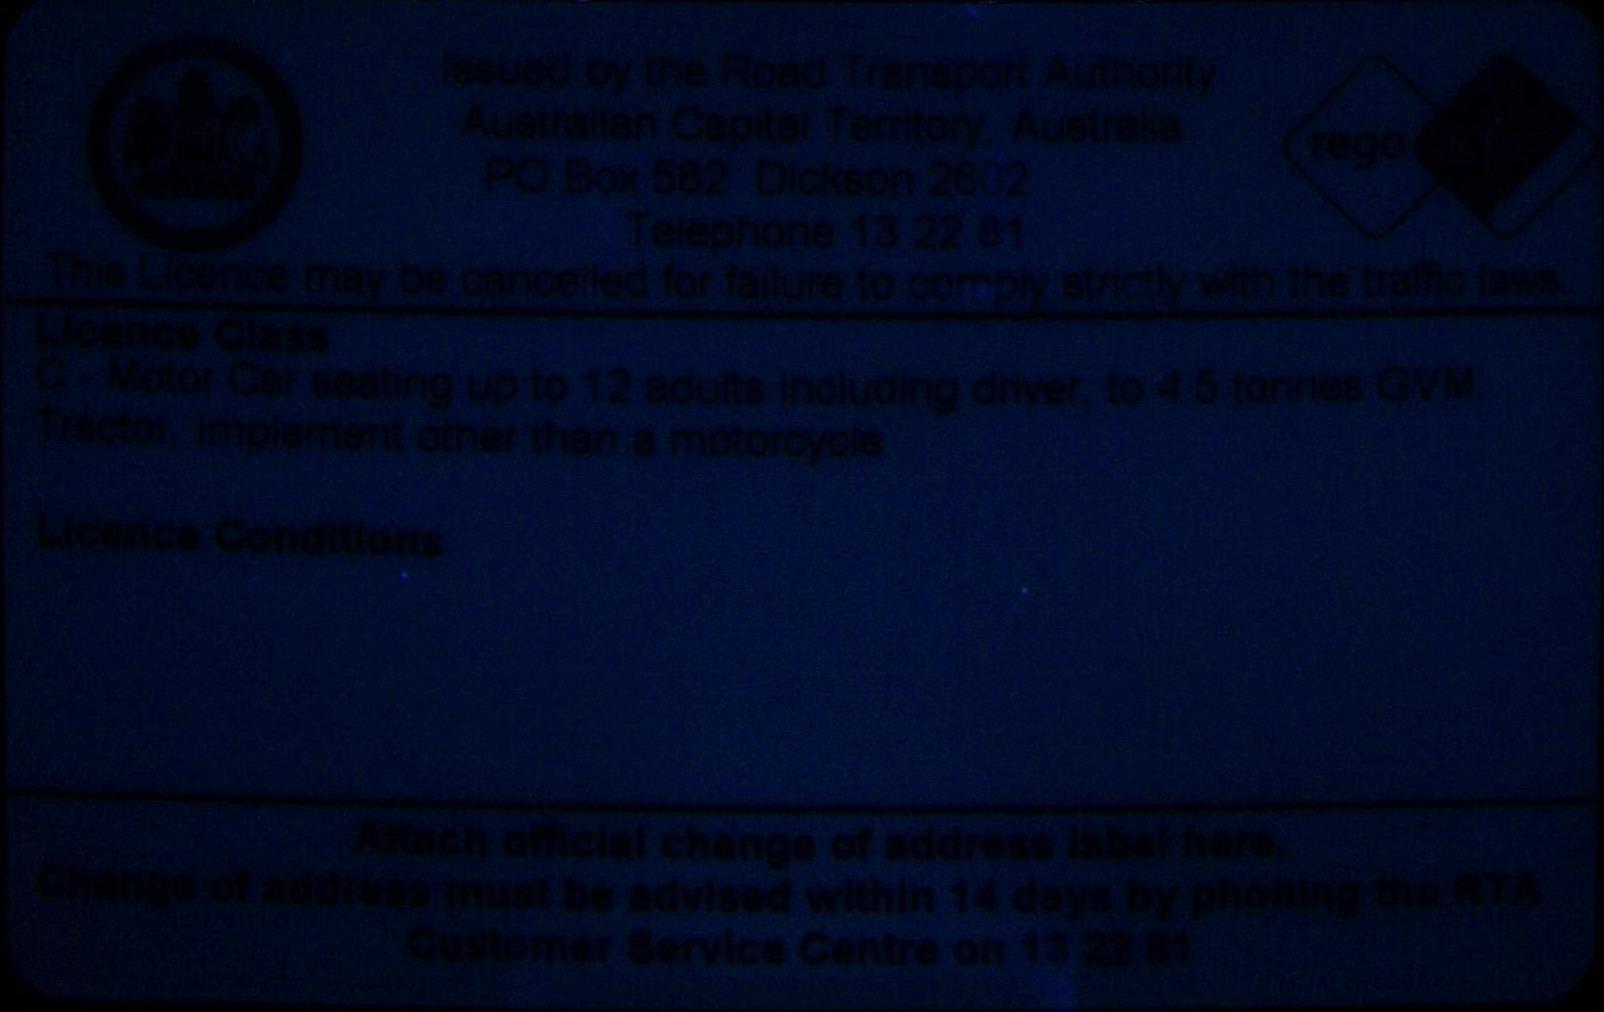 Issued by the Road Transport Authority
Australian Capital Territory, Australia
PO Box 582 Dickson 2602
Telephone 13 22 81
rego
This Licence may be cancelled for failure to comply strictly with the traffic laws.
Licence Class
C - Motor Car seating up to 12 adults including driver, to 4.5 tonnes GVM,
Tractor, Implement other than a motorcycle
Licence Conditions
Attach official change of address label here.
Change of address must be advised within 14 days by phoning the RTA
Customer Service Centre on 13 22 81